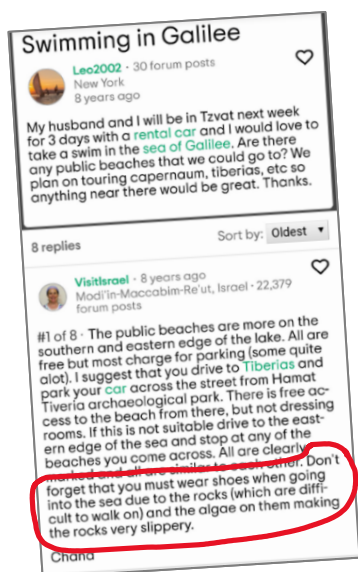 Swimming in Galilee
Leo2002 · 30 forum posts
New York
8 years ago
My husband and I will be in Tzvat next week
for 3 days with a rental car and I would love to
take a swim in the sea of Galilee. Are there
any public beaches that we could go to? We
plan on touring capernaum, tiberias, etc so
anything near there would be great. Thanks.
8 replies
Sort by: Oldest
VisitIsrael · 8 years ago
Modi'in-Maccabim-Re'ut, Israel · 22,379
forum posts
#1 of 8 · The public beaches are more on the
southern and eastern edge of the lake. All are
free but most charge for parking (some quite
alot). I suggest that you drive to Tiberias and
park your car across the street from Hamat
Tiveria archaeological park. There is free ac-
cess to the beach from there, but not dressing
rooms. If this is not suitable drive to the east-
ern edge of the sea and stop at any of the
beaches you come across. All are clearly
marked and all are similar to each other. Don't
forget that you must wear shoes when going
into the sea due to the rocks (which are diffi-
cult to walk on) and the algae on them making
the rocks very slippery.
Chana